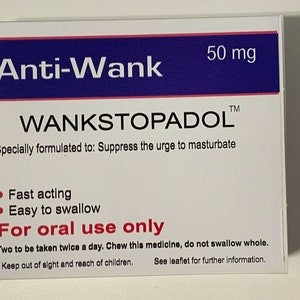 Anti-Wank
50 mg
WANKSTOPADOL™
Specially formulated to: Suppress the urge to masturbate
Fast acting
Easy to swallow
For oral use only
Two to be taken twice a day. Chew this medicine, do not swallow whole.
Keep out of sight and reach of children. See leaflet for further information.